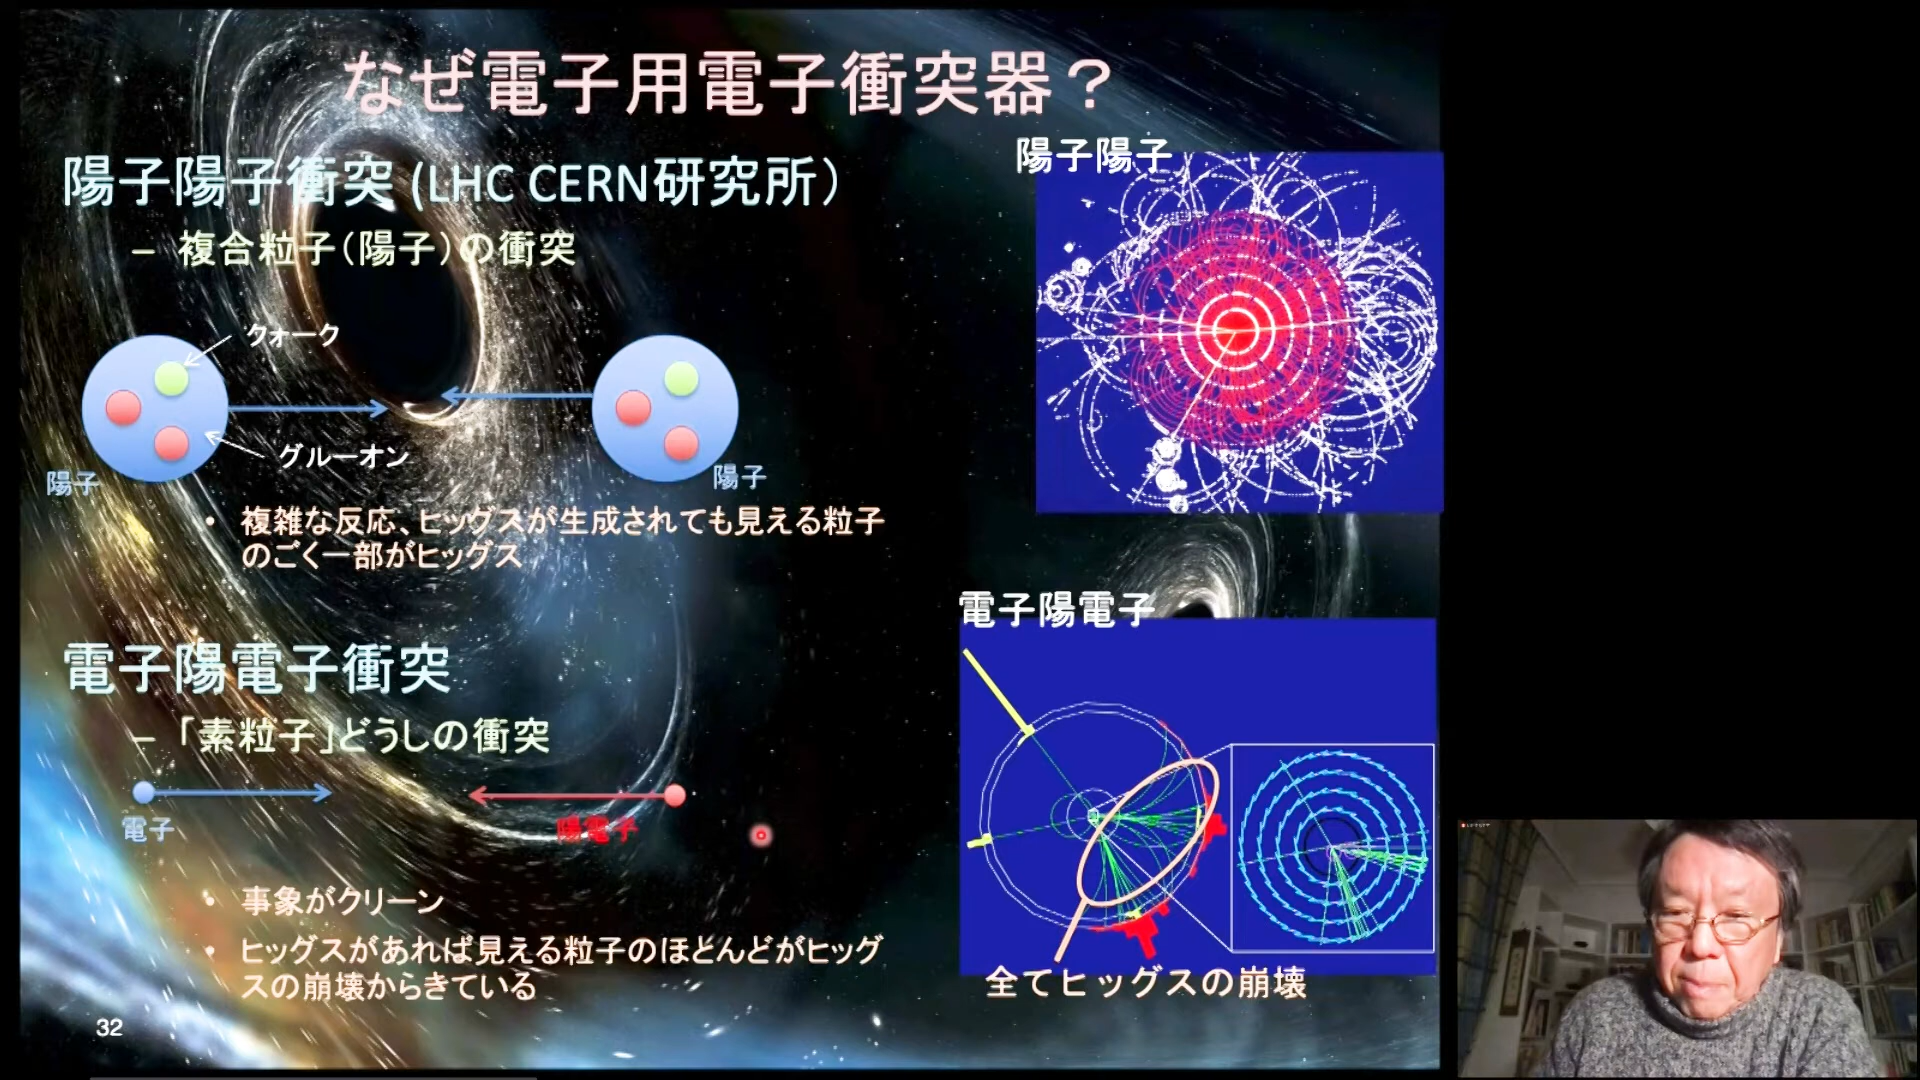 なぜ電子用電子衝突器？
陽子陽子衝突 (LHC CERN研究所）
– 複合粒子（陽子）の衝突
クォーク
グルーオン
陽子
陽子
• 複雑な反応、ヒッグスが生成されても見える粒子
のごく一部がヒッグス
電子陽電子衝突
– 「素粒子」どうしの衝突
電子
陽電子
• 事象がクリーン
• ヒッグスがあれば見える粒子のほとんどがヒッグ
スの崩壊からきている
32
陽子陽子
電子陽電子
全てヒッグスの崩壊